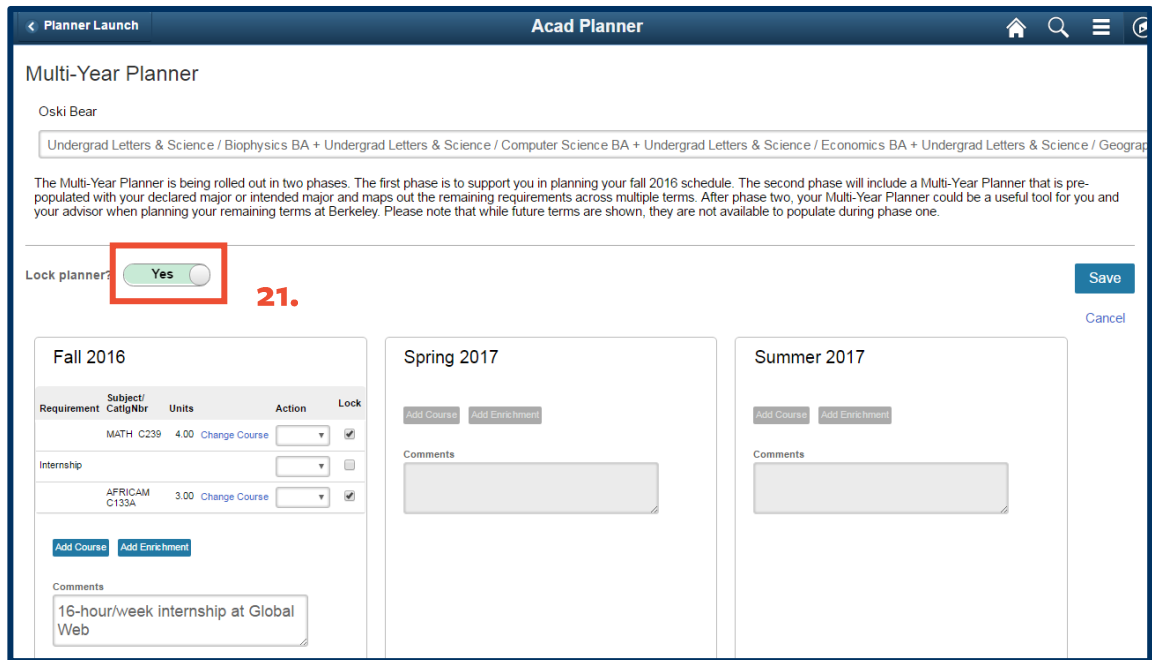 Planner Launch
Acad Planner
Multi-Year Planner
Oski Bear
Undergrad Letters & Science / Biophysics BA + Undergrad Letters & Science / Computer Science BA + Undergrad Letters & Science / Economics BA + Undergrad Letters & Science / Geograp
The Multi-Year Planner is being rolled out in two phases. The first phase is to support you in planning your fall 2016 schedule. The second phase will include a Multi-Year Planner that is pre-
populated with your declared major or intended major and maps out the remaining requirements across multiple terms. After phase two, your Multi-Year Planner could be a useful tool for you and
your advisor when planning your remaining terms at Berkeley. Please note that while future terms are shown, they are not available to populate during phase one.
Lock planner? Yes
21.
Save
Cancel
Fall 2016
Requirement Subject/ CatlgNbr Units Action Lock
MATH C239 4.00 Change Course
Internship
AFRICAM C133A 3.00 Change Course
Add Course Add Enrichment
Comments
16-hour/week internship at Global
Web
Spring 2017
Add Course Add Enrichment
Comments
Summer 2017
Add Course Add Enrichment
Comments